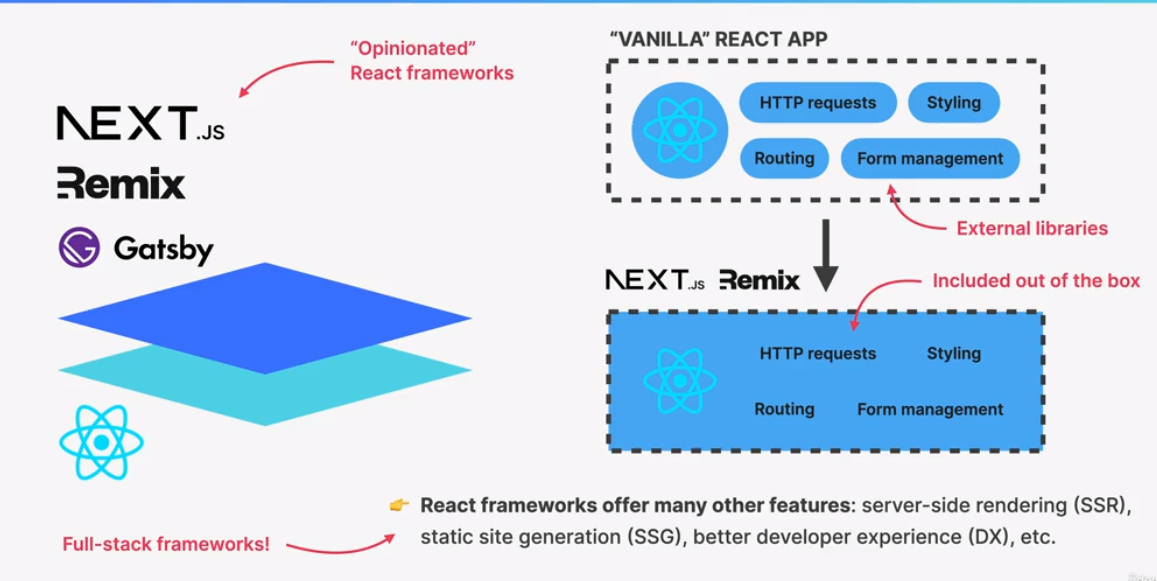 “Opinionated”
React frameworks
NEXT.JS
Remix
Gatsby
“VANILLA” REACT APP
HTTP requests
Styling
Routing
Form management
External libraries
NEXT.JS
Remix
Included out of the box
HTTP requests
Styling
Routing
Form management
👉 React frameworks offer many other features: server-side rendering (SSR),
static site generation (SSG), better developer experience (DX), etc.
Full-stack frameworks!